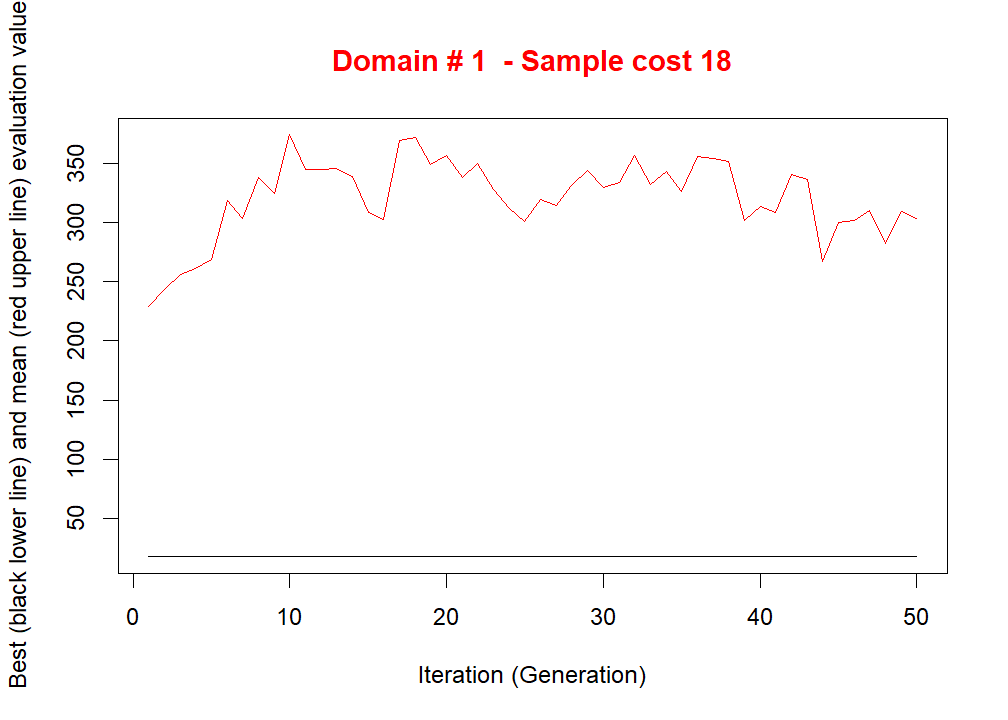 Domain # 1  - Sample cost 18
Best (black lower line) and mean (red upper line) evaluation value
350
300
250
200
150
100
50
0 10 20 30 40 50
Iteration (Generation)